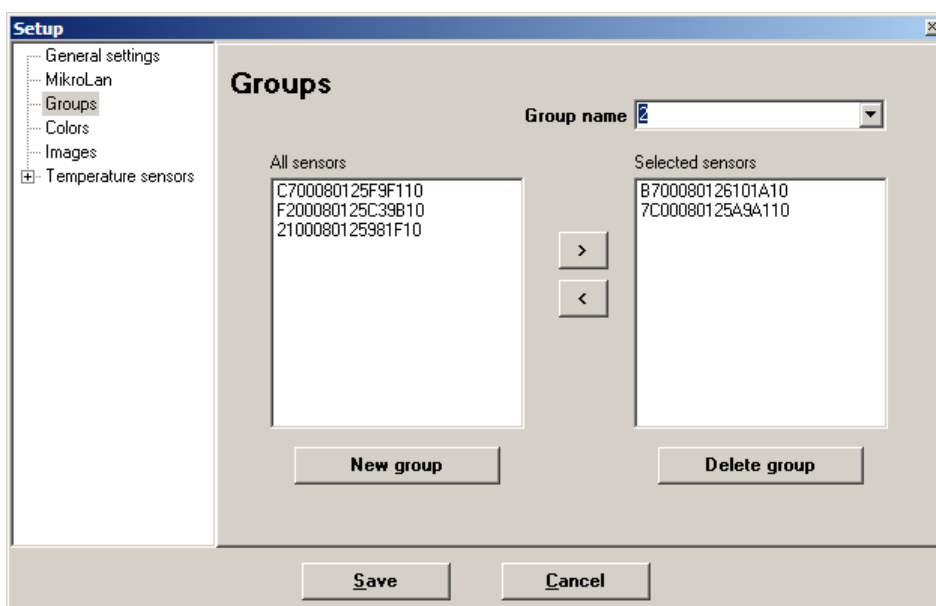 Setup
General settings
MikroLan
Groups
Colors
Images
Temperature sensors
Groups
Group name 2
All sensors
C700080125F9F110
F200080125C39B10
2100080125981F10
>
<
Selected sensors
B700080126101A10
7C00080125A9A110
New group
Delete group
Save
Cancel